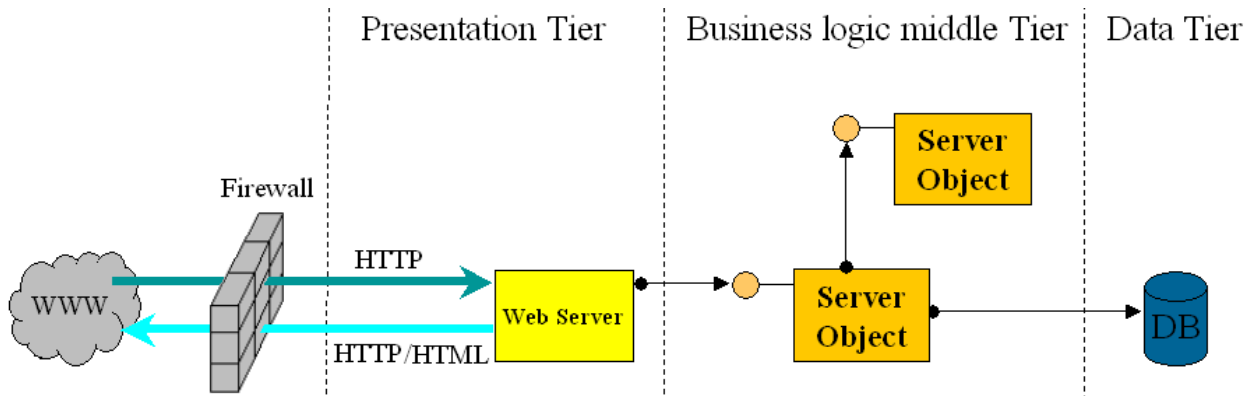 Presentation Tier
Business logic middle Tier
Data Tier
Server
Object
Firewall
HTTP
WWW
Web Server
Server
Object
DB
HTTP/HTML